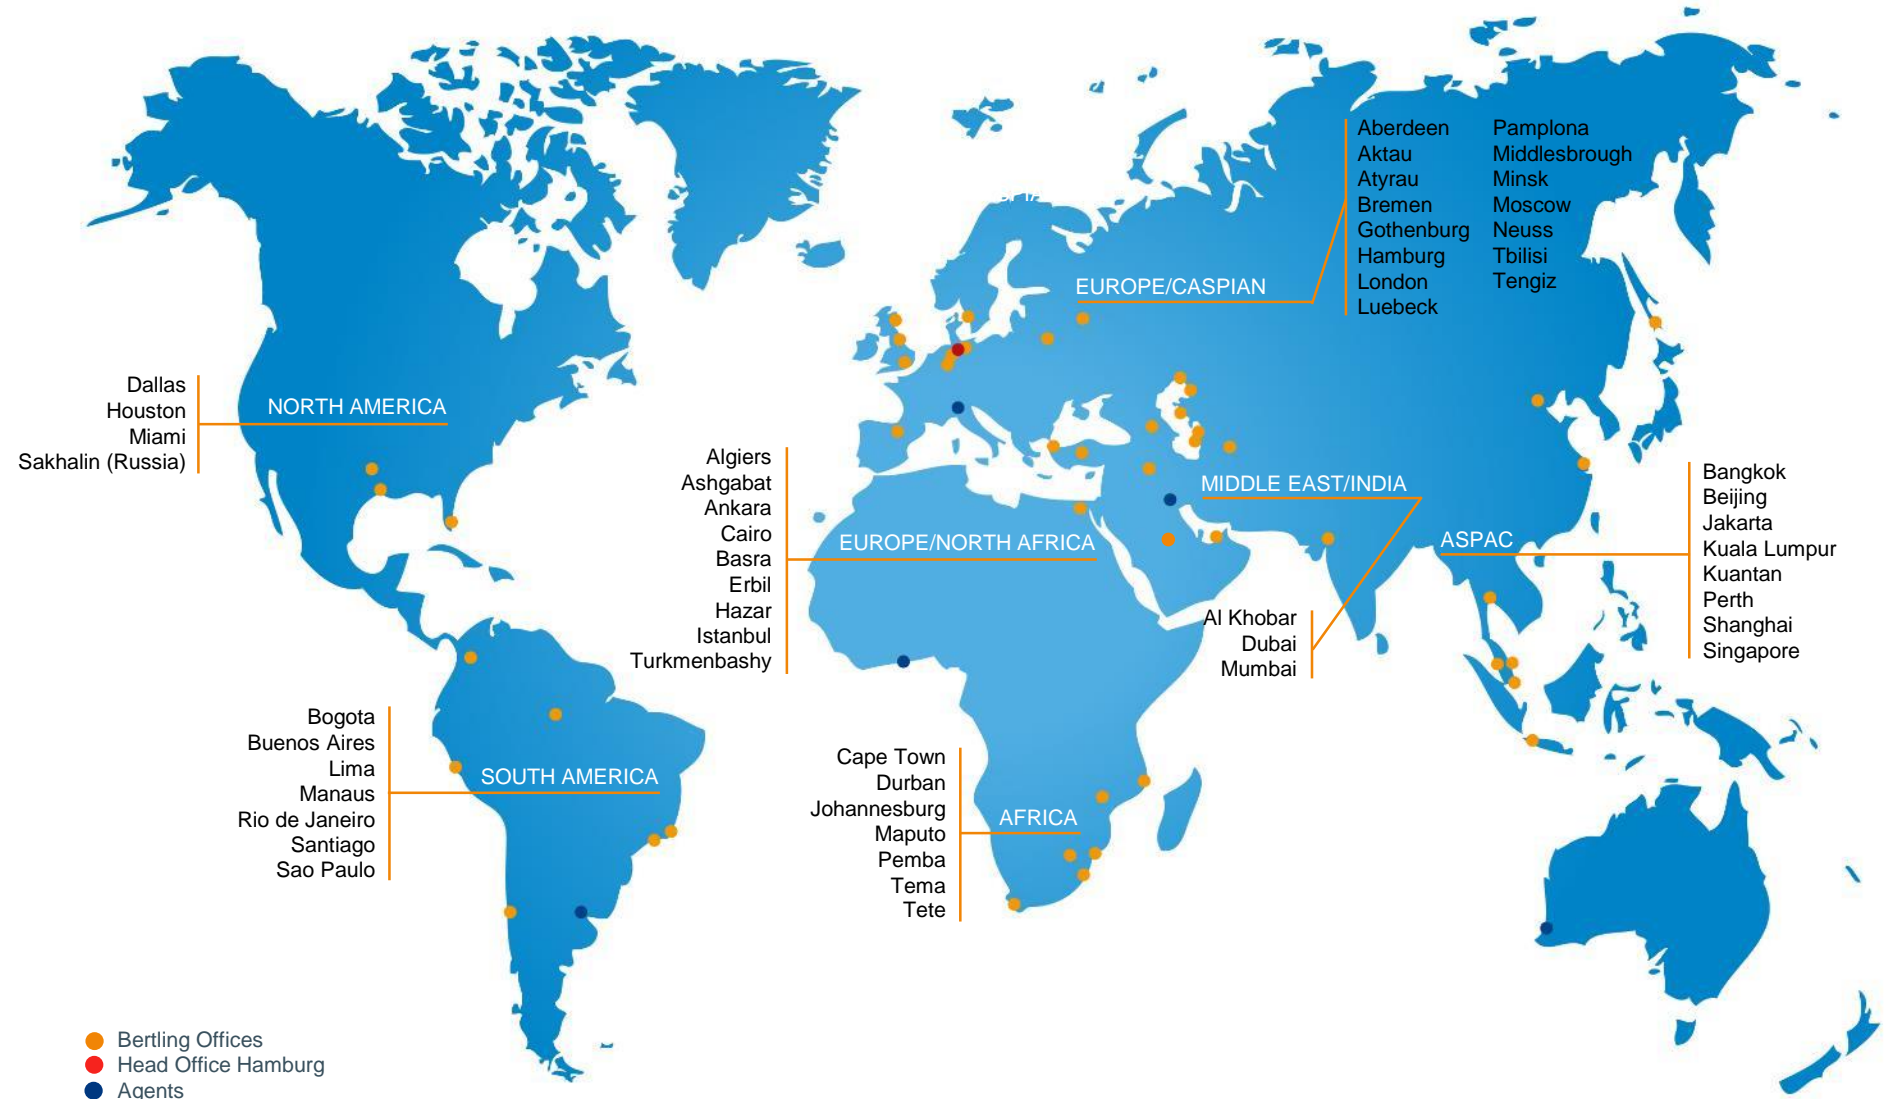 Aberdeen
Aktau
Atyrau
Bremen
Gothenburg
Hamburg
London
Luebeck
Pamplona
Middlesbrough
Minsk
Moscow
Neuss
Tbilisi
Tengiz
EUROPE/CASPIAN
Dallas
Houston
Miami
Sakhalin (Russia)
NORTH AMERICA
Algiers
Ashgabat
Ankara
Cairo
Basra
Erbil
Hazar
Istanbul
Turkmenbashy
EUROPE/NORTH AFRICA
MIDDLE EAST/INDIA
Al Khobar
Dubai
Mumbai
ASPAC
Bangkok
Beijing
Jakarta
Kuala Lumpur
Kuantan
Perth
Shanghai
Singapore
Bogota
Buenos Aires
Lima
Manaus
Rio de Janeiro
Santiago
Sao Paulo
SOUTH AMERICA
Cape Town
Durban
Johannesburg
Maputo
Pemba
Tema
Tete
AFRICA
Bertling Offices
Head Office Hamburg
Agents